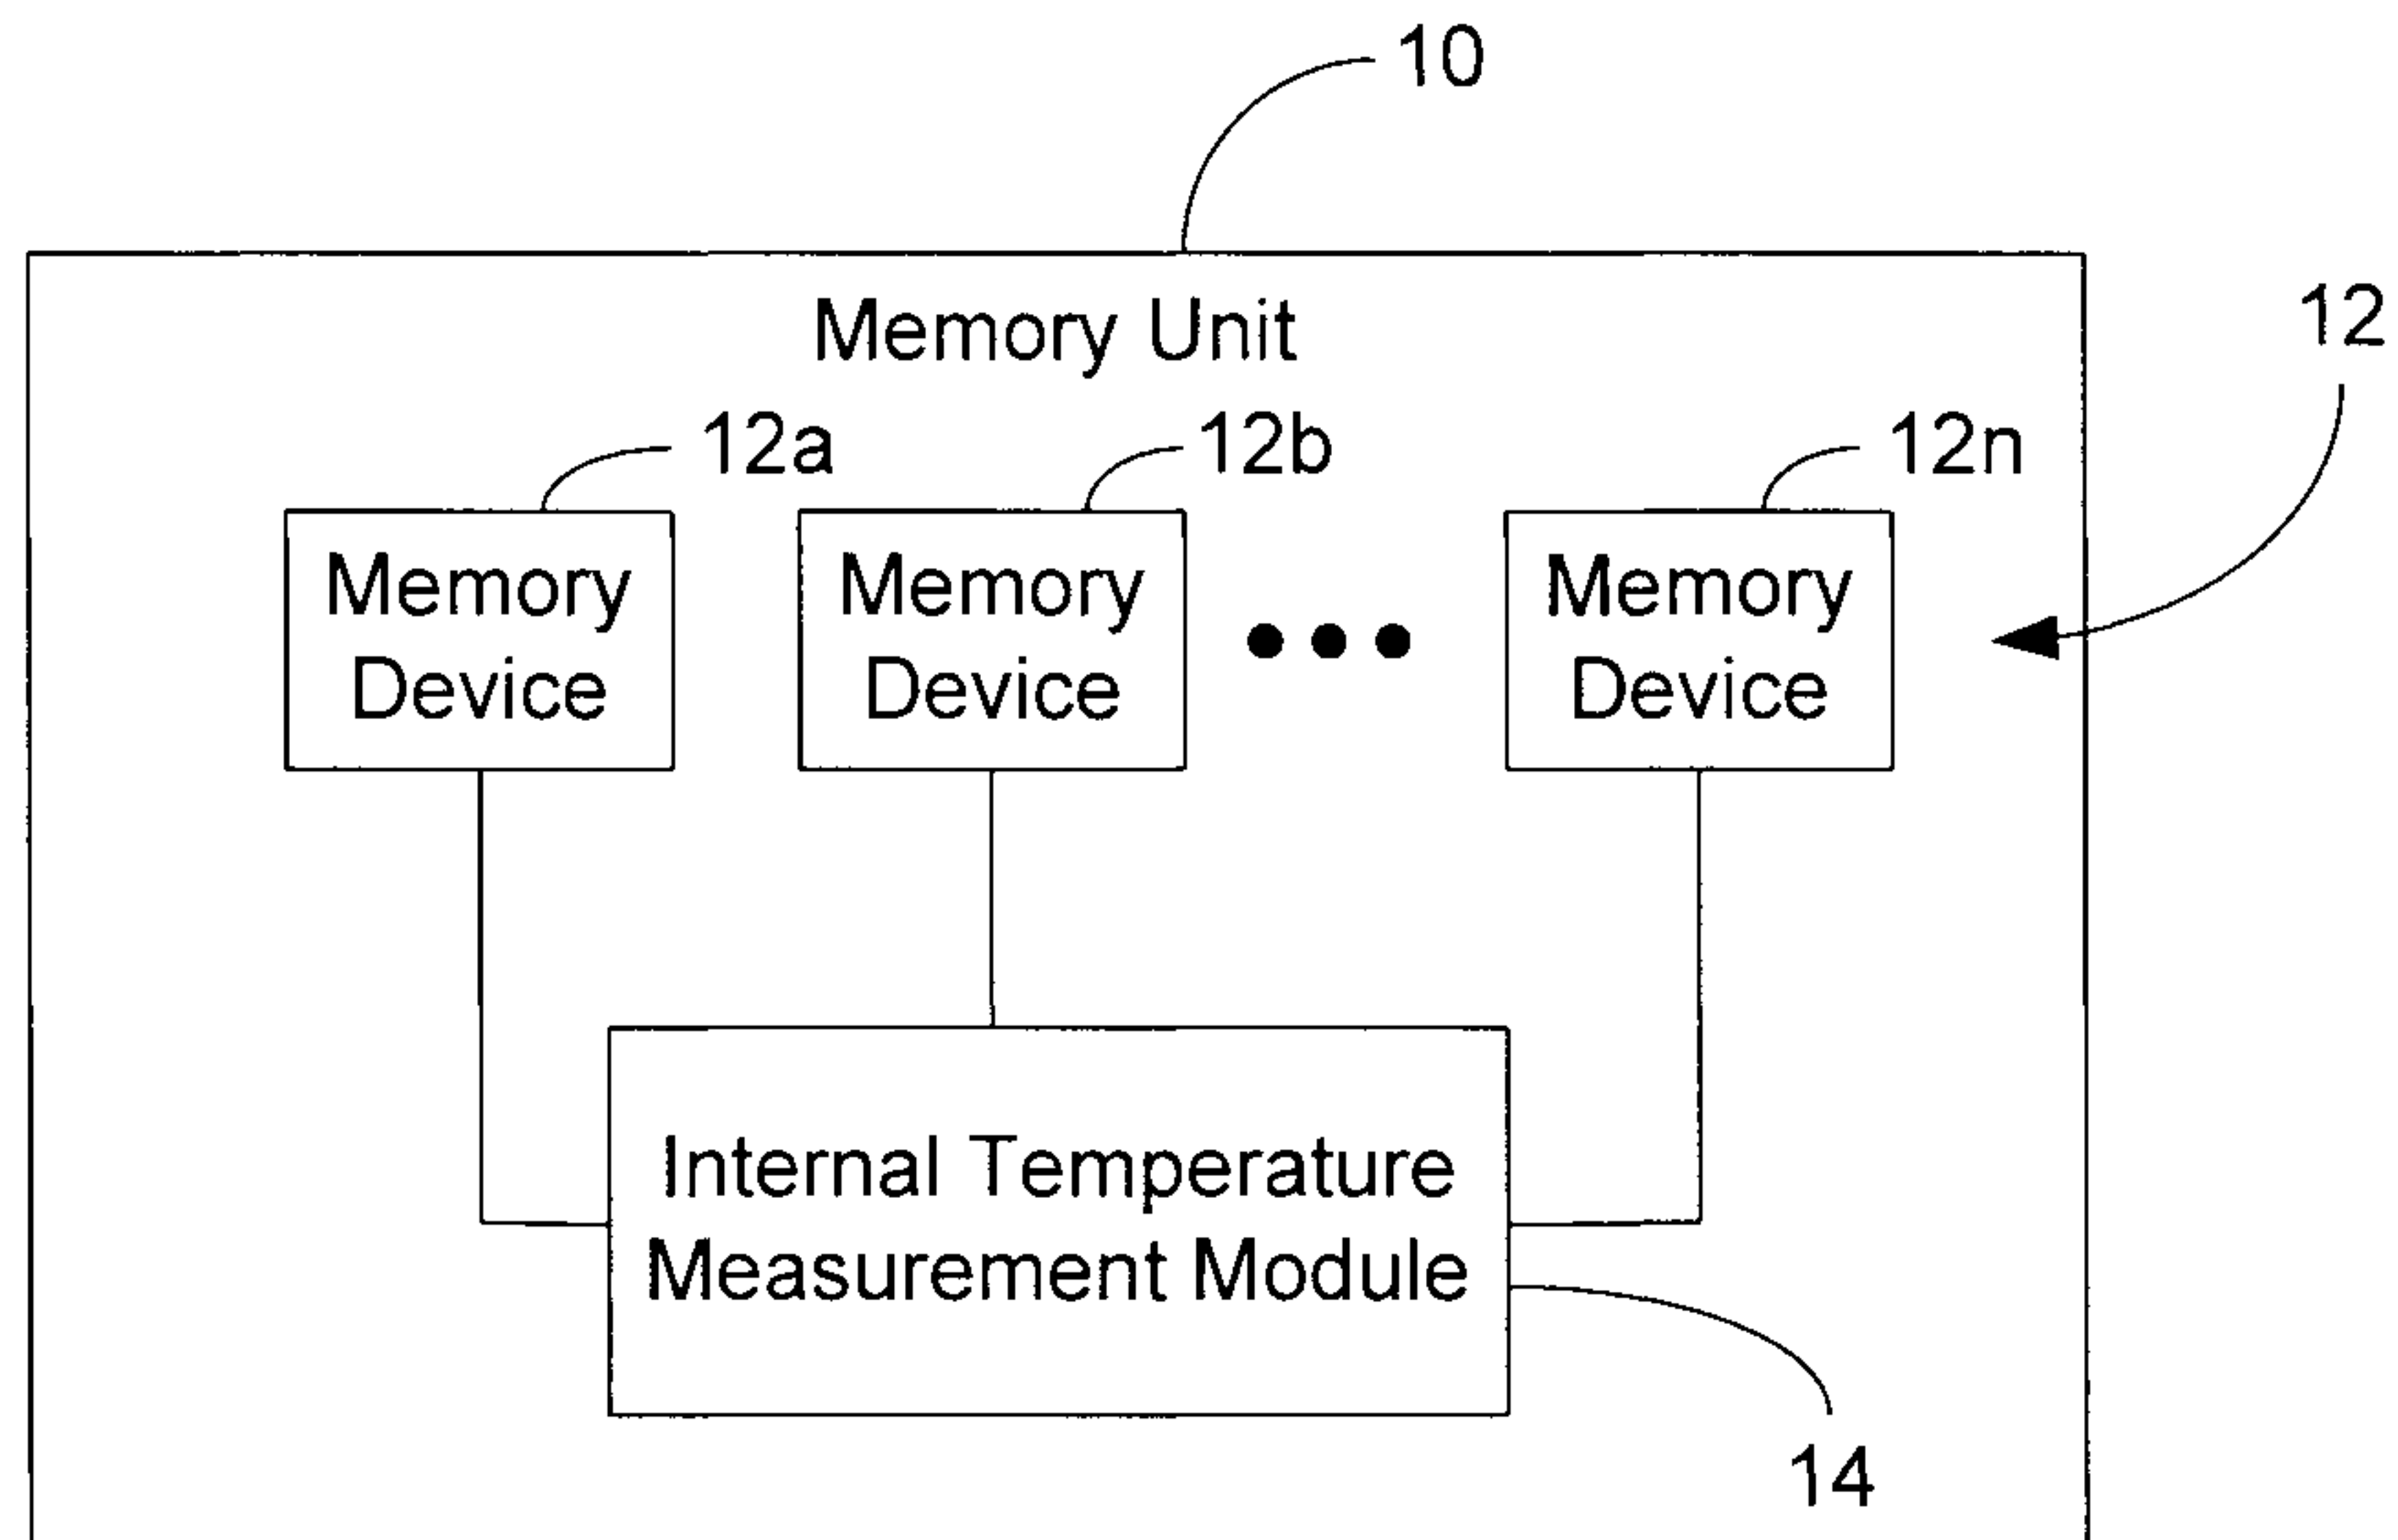 10
Memory Unit
12
12a
12b
12n
Memory
Device
Memory
Device
Memory
Device
Internal Temperature
Measurement Module
14